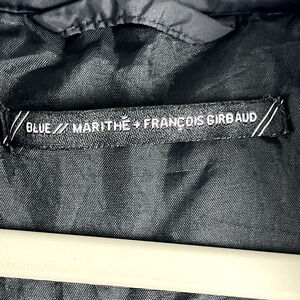 BLUE // MARITHÉ + FRANÇOIS GIRBAUD